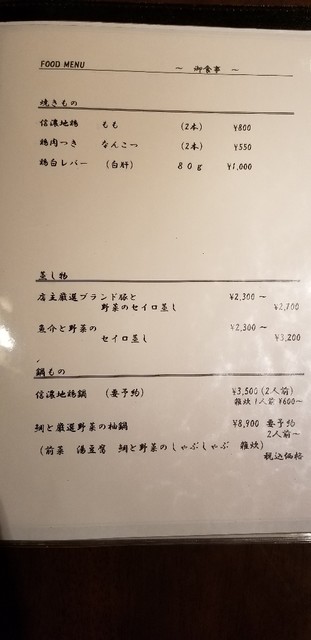 FOOD MENU ～ 御食事 ～
焼きもの
信濃地鶏 もも (2本) ¥800
鶏肉つき なんこつ (2本) ¥550
鶏白レバー (白肝) 80g ¥1,000
蒸し物
店主厳選ブランド豚と ¥2,300 ～
野菜のセイロ蒸し ¥2,700
魚介と野菜の ¥2,300 ～
セイロ蒸し ¥3,200
鍋もの
信濃地鶏鍋 (要予約) ¥3,500 (2人前)
雑炊 1人前 ¥600～
鯛と厳選野菜の柚鍋 ¥8,900 要予約
2人前～
(前菜 湯豆腐 鯛と野菜のしゃぶしゃぶ 雑炊)
税込価格